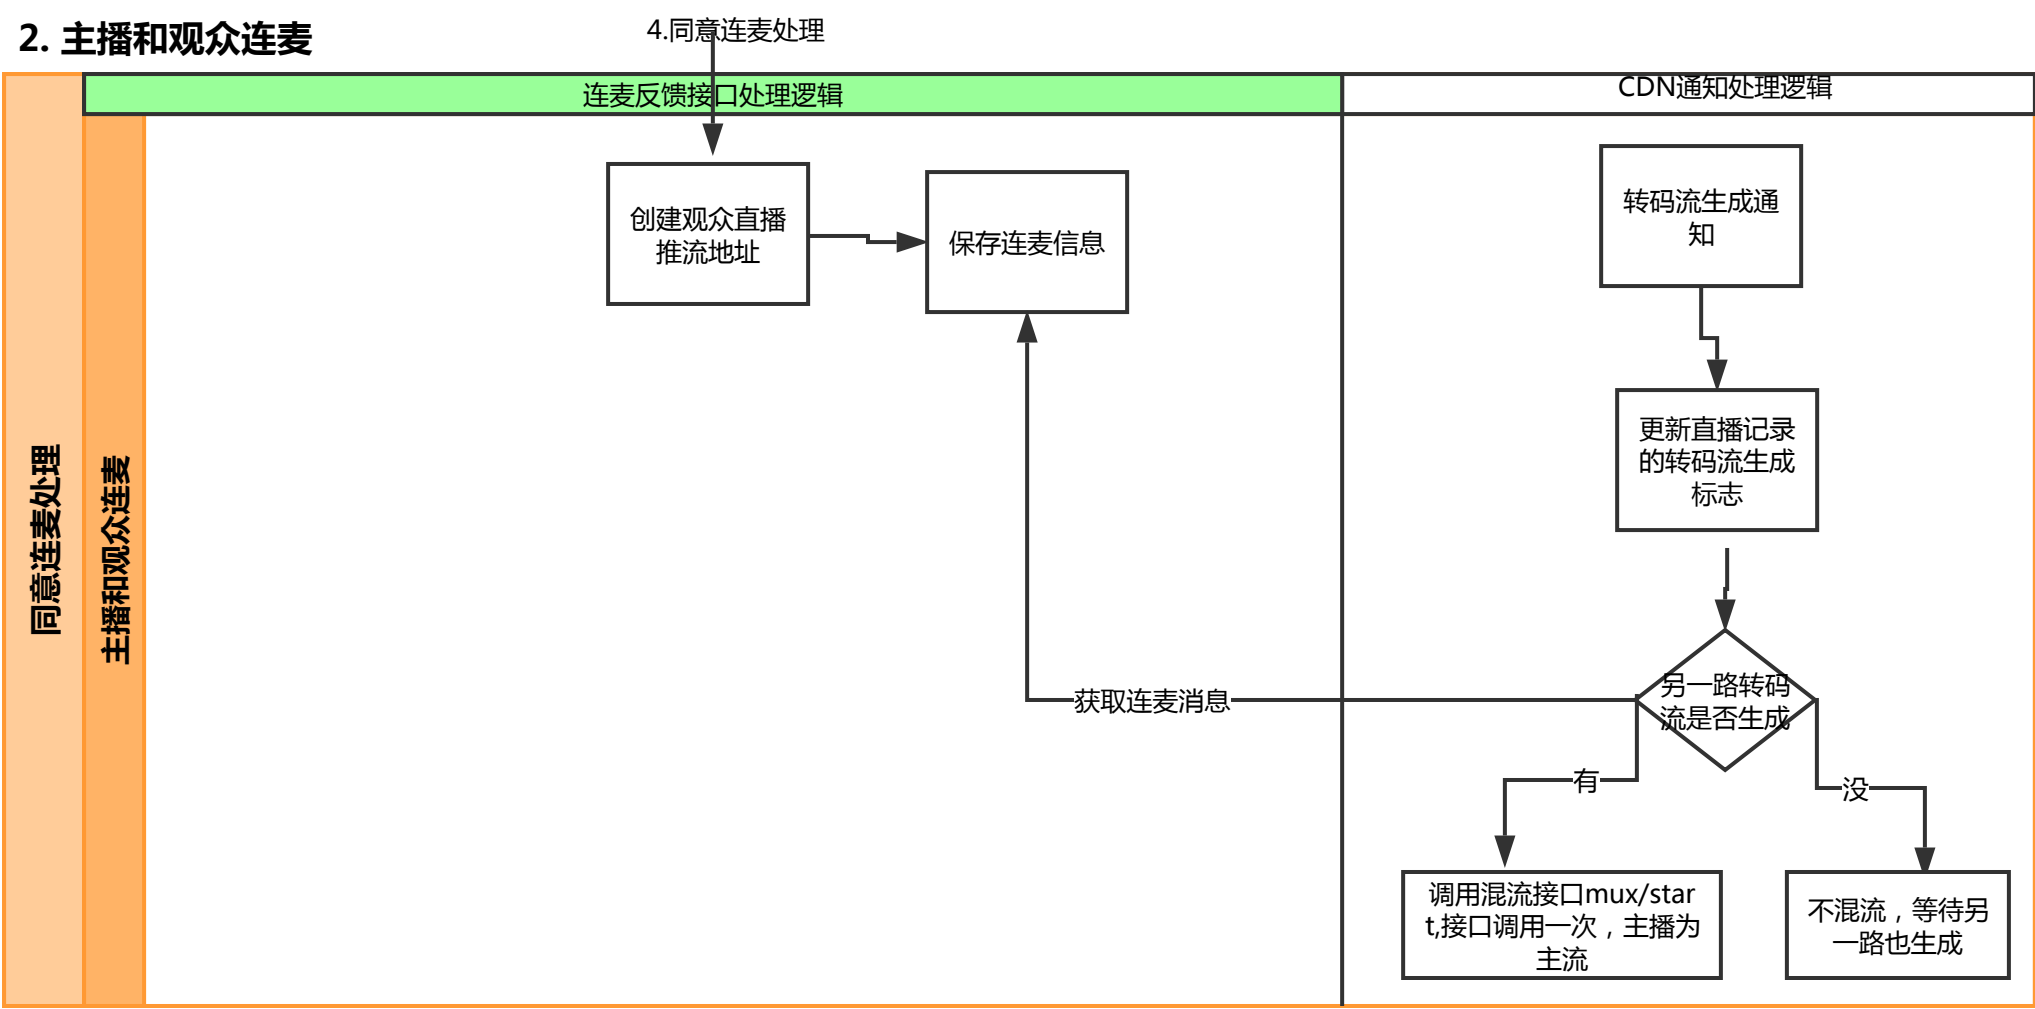 2. 主播和观众连麦
4.同意连麦处理
连麦反馈接口处理逻辑
CDN通知处理逻辑
同意连麦处理
主播和观众连麦
创建观众直播
推流地址
保存连麦信息
转码流生成通
知
更新直播记录
的转码流生成
标志
另一路转码
流是否生成
获取连麦消息
有
没
调用混流接口mux/star
t,接口调用一次，主播为
主流
不混流，等待另
一路也生成